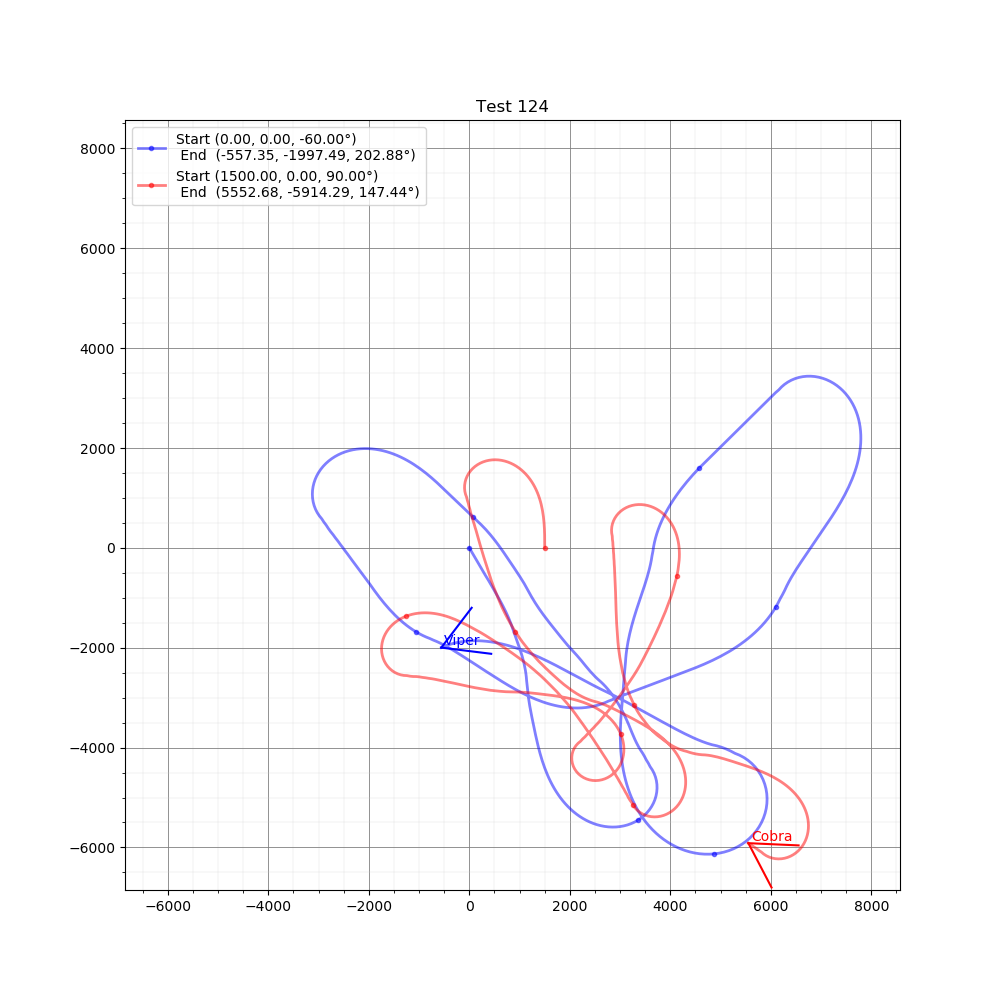 Test 124
Start (0.00, 0.00, -60.00°)
End (-557.35, -1997.49, 202.88°)
Start (1500.00, 0.00, 90.00°)
End (5552.68, -5914.29, 147.44°)
8000
6000
4000
2000
0
−2000
−4000
−6000
Viper
Cobra
−6000 −4000 −2000 0 2000 4000 6000 8000